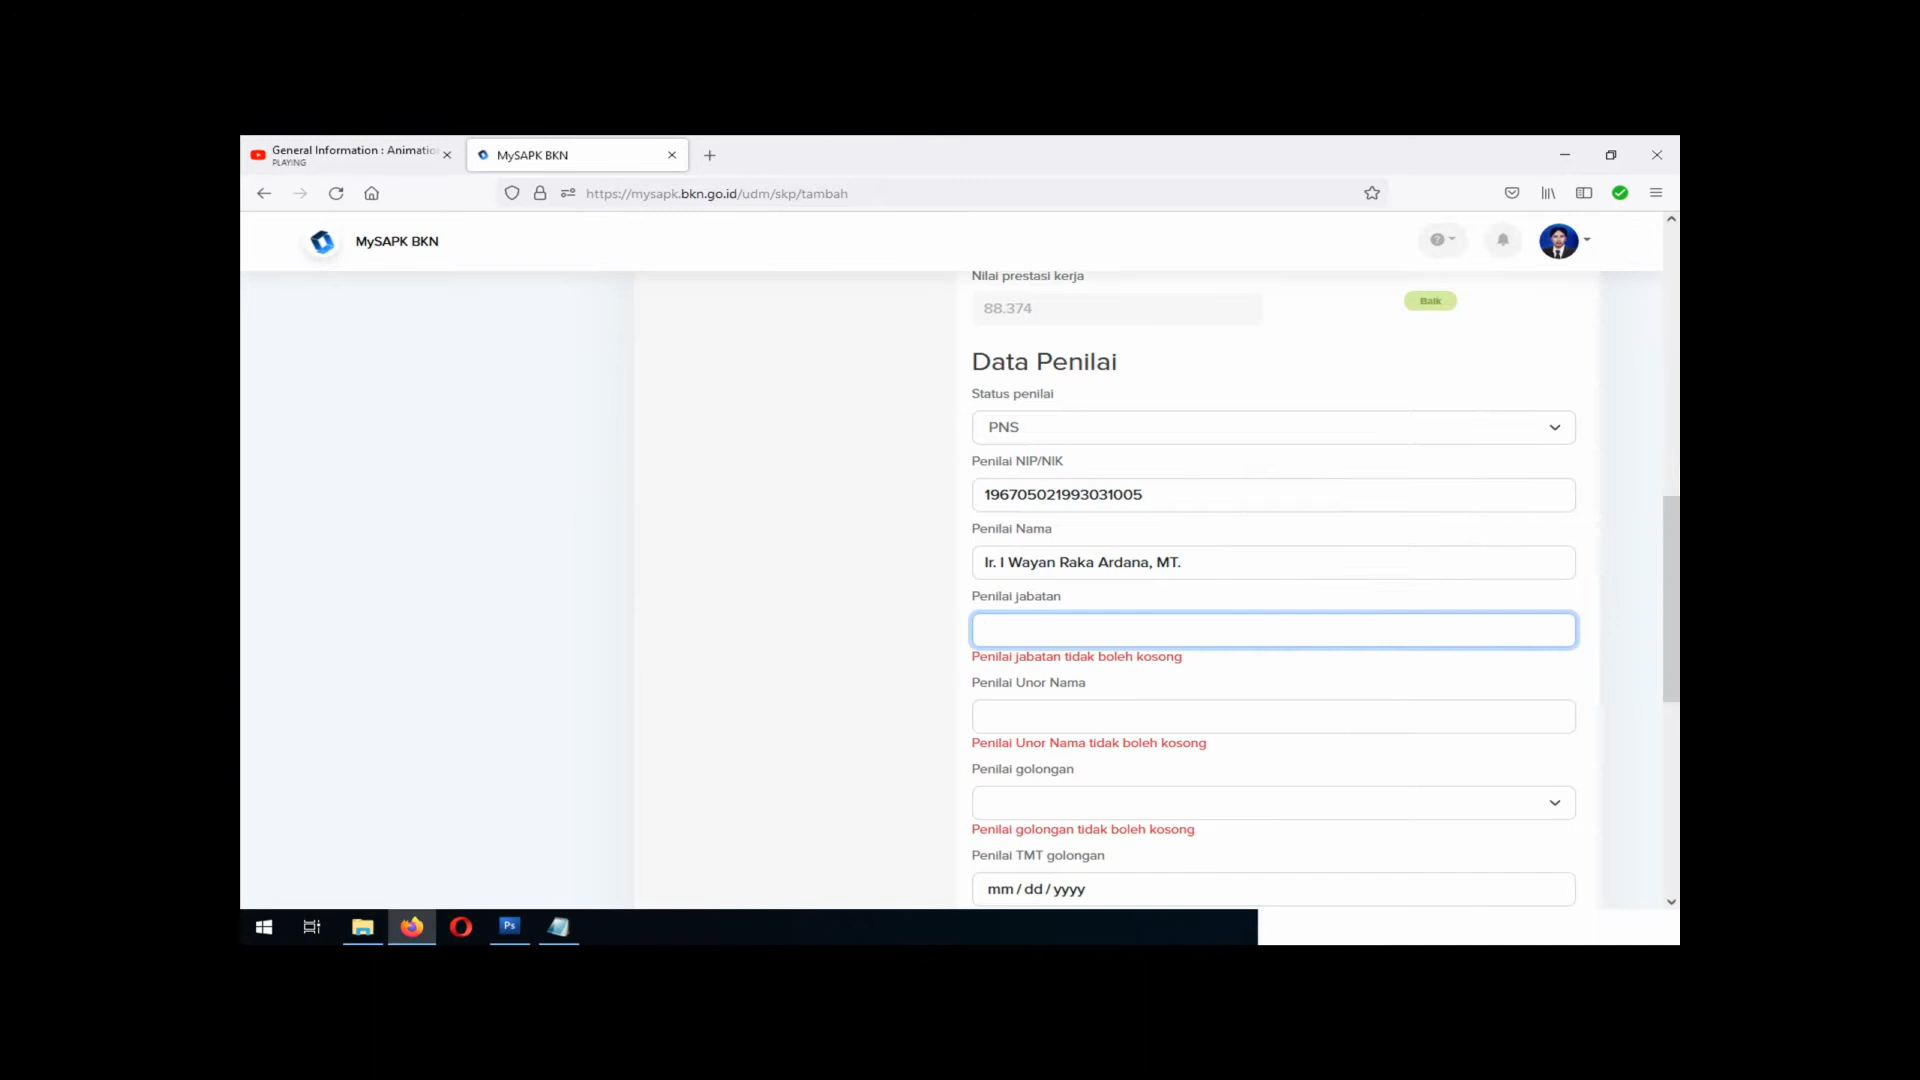 General Information : Animatio
PLAYING
MySAPK BKN
https://mysapk.bkn.go.id/udm/skp/tambah
MySAPK BKN
Nilai prestasi kerja
88.374
Baik
Data Penilai
Status penilai
PNS
Penilai NIP/NIK
196705021993031005
Penilai Nama
Ir. I Wayan Raka Ardana, MT.
Penilai jabatan
Penilai jabatan tidak boleh kosong
Penilai Unor Nama
Penilai Unor Nama tidak boleh kosong
Penilai golongan
Penilai golongan tidak boleh kosong
Penilai TMT golongan
mm / dd / yyyy
Ps